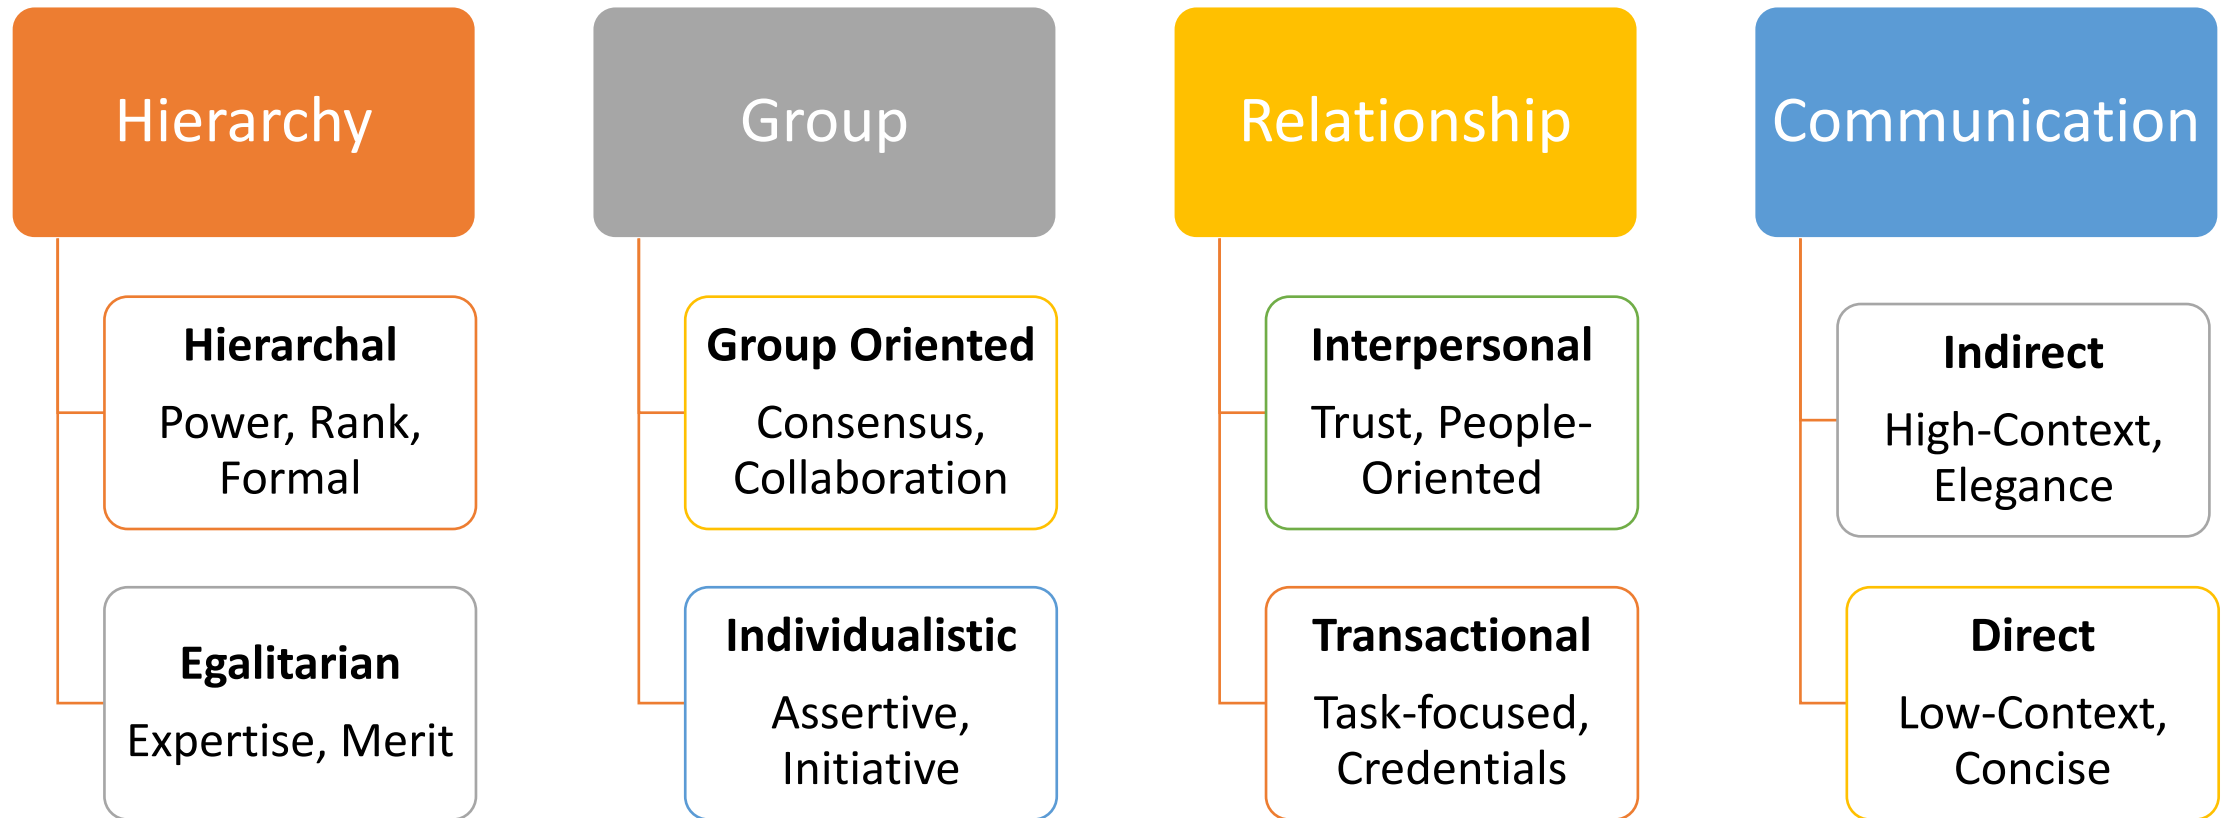 Hierarchy
Hierarchal
Power, Rank,
Formal
Egalitarian
Expertise, Merit
Group
Group Oriented
Consensus,
Collaboration
Individualistic
Assertive,
Initiative
Relationship
Interpersonal
Trust, People-
Oriented
Transactional
Task-focused,
Credentials
Communication
Indirect
High-Context,
Elegance
Direct
Low-Context,
Concise